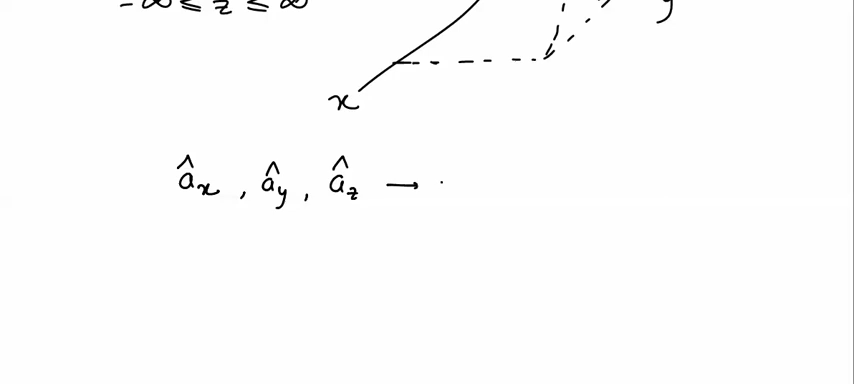 -∞ ≤ z ≤ ∞
y
x
â_x , â_y , â_z →